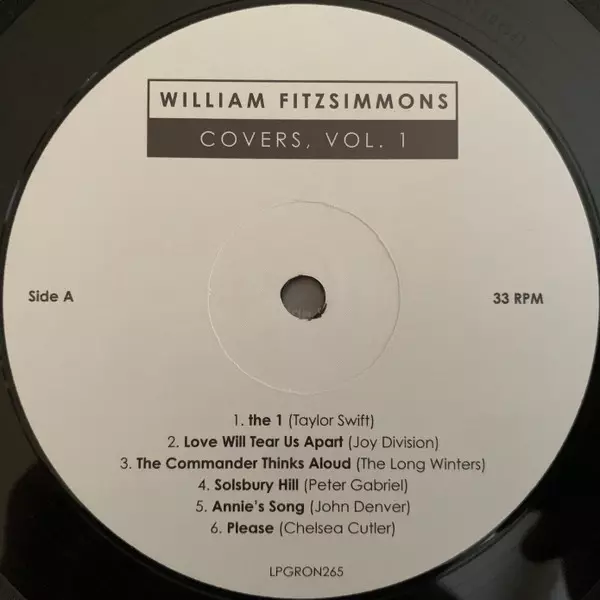 WILLIAM FITZSIMMONS
COVERS, VOL. 1
Side A
33 RPM
1. the 1 (Taylor Swift)
2. Love Will Tear Us Apart (Joy Division)
3. The Commander Thinks Aloud (The Long Winters)
4. Solsbury Hill (Peter Gabriel)
5. Annie's Song (John Denver)
6. Please (Chelsea Cutler)
LPGRON265